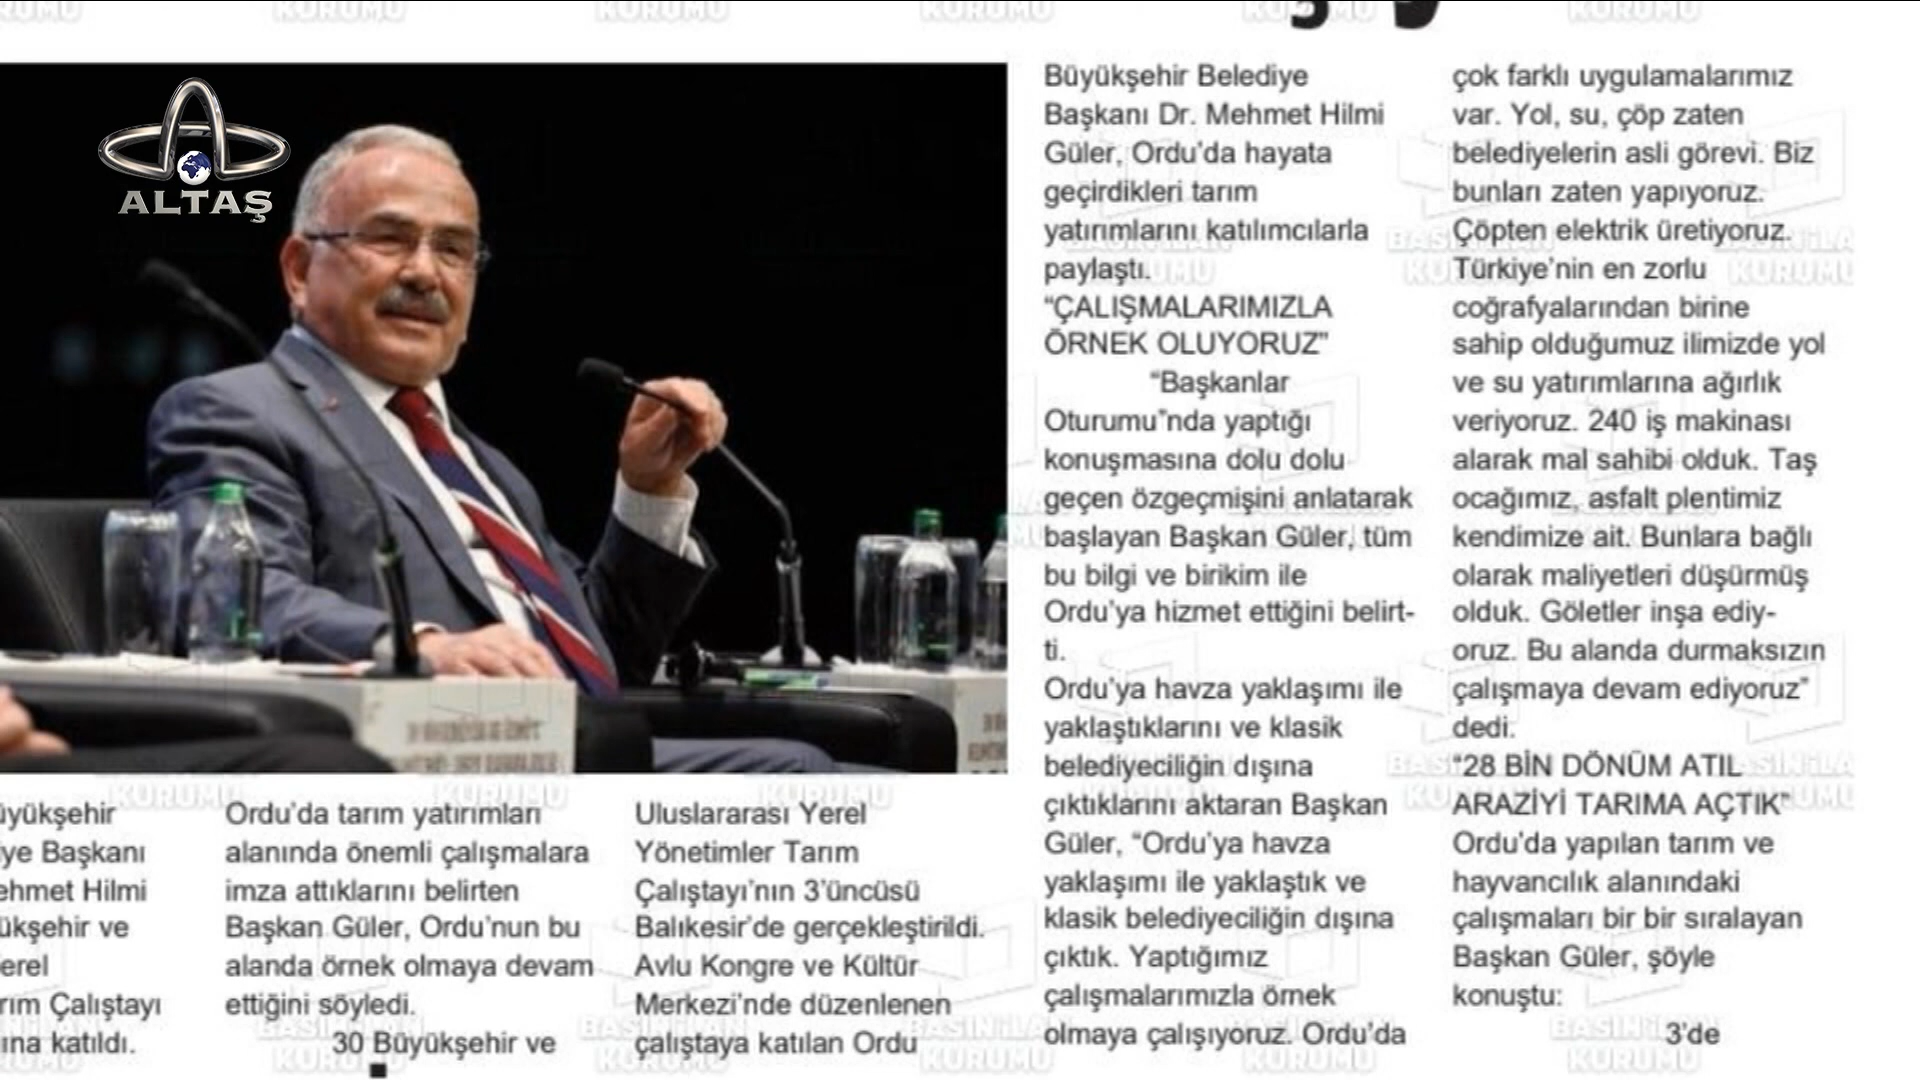 ALTAŞ
üyükşehir
iye Başkanı
ehmet Hilmi
ükşehir ve
erel
rım Çalıştayı
ına katıldı.
Ordu'da tarım yatırımları
alanında önemli çalışmalara
imza attıklarını belirten
Başkan Güler, Ordu'nun bu
alanda örnek olmaya devam
ettiğini söyledi.
30 Büyükşehir ve
Uluslararası Yerel
Yönetimler Tarım
Çalıştayı'nın 3'üncüsü
Balıkesir'de gerçekleştirildi.
Avlu Kongre ve Kültür
Merkezi'nde düzenlenen
çalıştaya katılan Ordu
Büyükşehir Belediye
Başkanı Dr. Mehmet Hilmi
Güler, Ordu'da hayata
geçirdikleri tarım
yatırımlarını katılımcılarla
paylaştı.
“ÇALIŞMALARIMIZLA
ÖRNEK OLUYORUZ”
“Başkanlar
Oturumu”nda yaptığı
konuşmasına dolu dolu
geçen özgeçmişini anlatarak
başlayan Başkan Güler, tüm
bu bilgi ve birikim ile
Ordu'ya hizmet ettiğini belirt-
ti.
Ordu'ya havza yaklaşımı ile
yaklaştıklarını ve klasik
belediyeciliğin dışına
çıktıklarını aktaran Başkan
Güler, “Ordu'ya havza
yaklaşımı ile yaklaştık ve
klasik belediyeciliğin dışına
çıktık. Yaptığımız
çalışmalarımızla örnek
olmaya çalışıyoruz. Ordu'da
çok farklı uygulamalarımız
var. Yol, su, çöp zaten
belediyelerin asli görevi. Biz
bunları zaten yapıyoruz.
Çöpten elektrik üretiyoruz.
Türkiye'nin en zorlu
coğrafyalarından birine
sahip olduğumuz ilimizde yol
ve su yatırımlarına ağırlık
veriyoruz. 240 iş makinası
alarak mal sahibi olduk. Taş
ocağımız, asfalt plentimiz
kendimize ait. Bunlara bağlı
olarak maliyetleri düşürmüş
olduk. Göletler inşa ediy-
oruz. Bu alanda durmaksızın
çalışmaya devam ediyoruz”
dedi.
“28 BİN DÖNÜM ATIL
ARAZİYİ TARIMA AÇTIK”
Ordu'da yapılan tarım ve
hayvancılık alanındaki
çalışmaları bir bir sıralayan
Başkan Güler, şöyle
konuştu:
3'de
BASIN İLAN
KURUMU